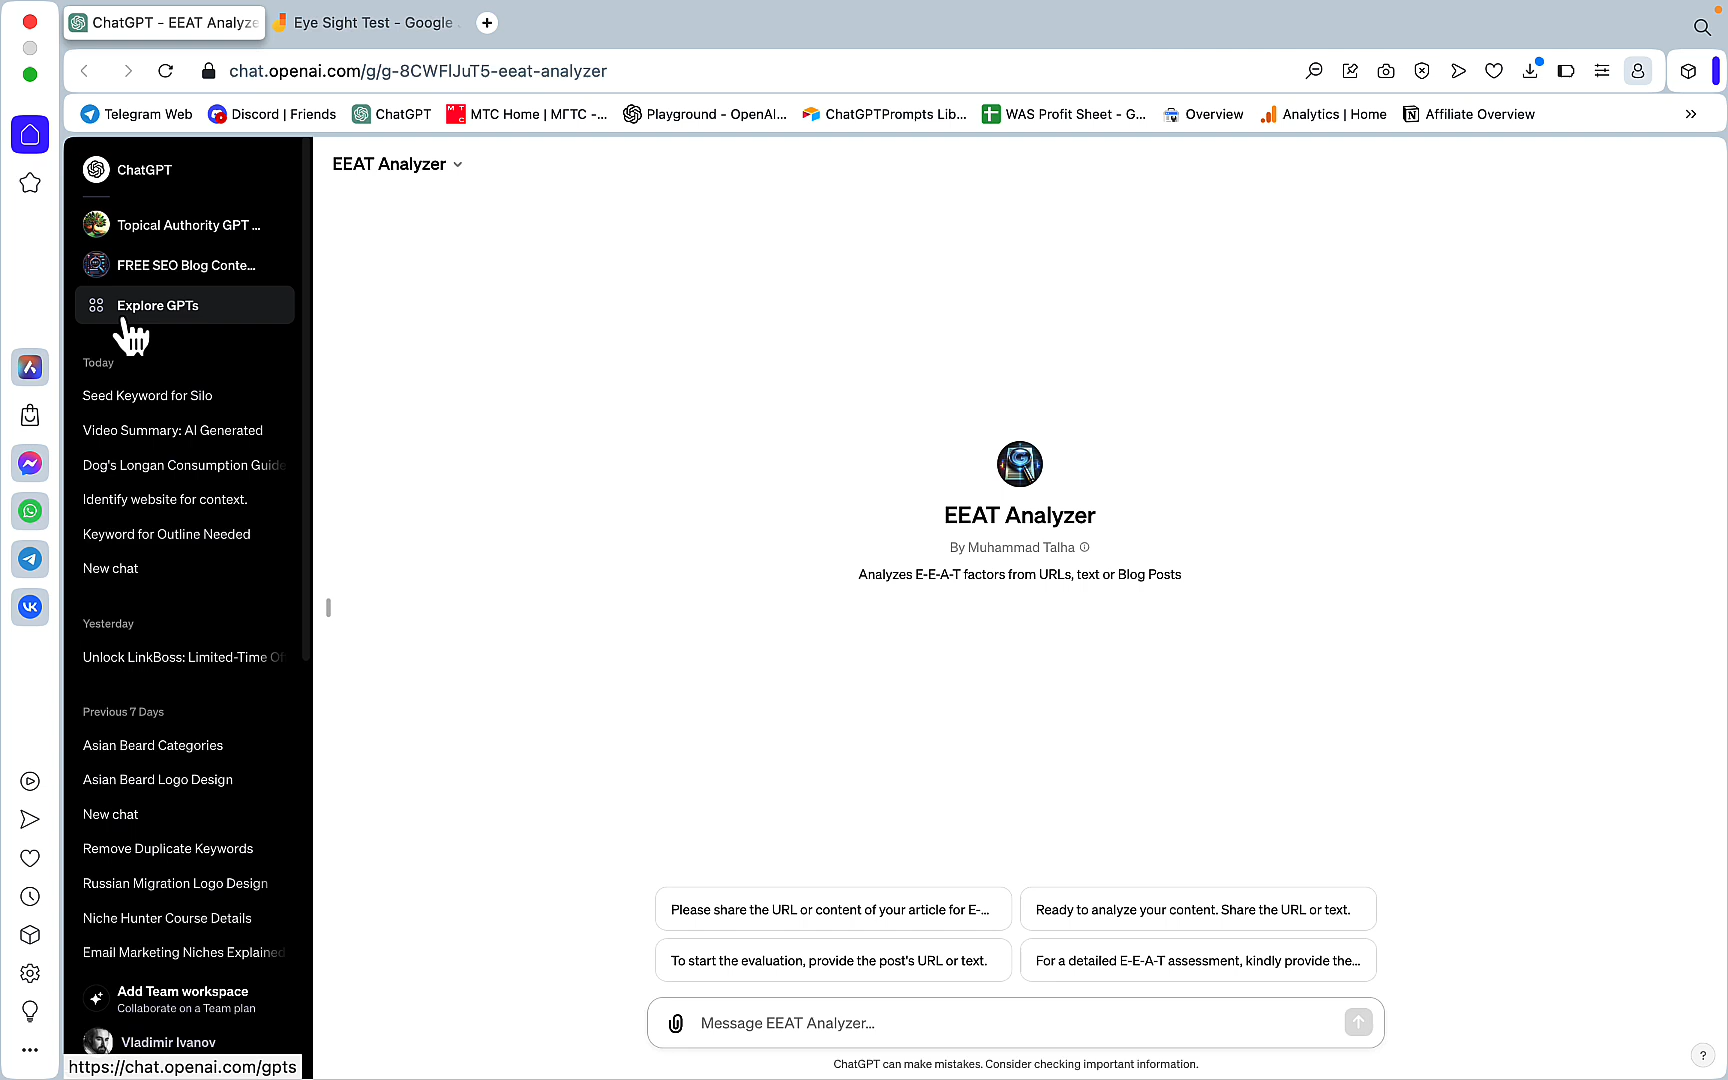 ChatGPT - EEAT Analyze
Eye Sight Test - Google
chat.openai.com/g/g-8CWFlJuT5-eeat-analyzer
Telegram Web
Discord | Friends
ChatGPT
MTC Home | МГТС -...
Playground - OpenAI...
ChatGPTPrompts Lib...
WAS Profit Sheet - G...
Overview
Analytics | Home
Affiliate Overview
ChatGPT
Topical Authority GPT ...
FREE SEO Blog Conte...
Explore GPTs
Today
Seed Keyword for Silo
Video Summary: AI Generated
Dog's Longan Consumption Guide
Identify website for context.
Keyword for Outline Needed
New chat
Yesterday
Unlock LinkBoss: Limited-Time Of
Previous 7 Days
Asian Beard Categories
Asian Beard Logo Design
New chat
Remove Duplicate Keywords
Russian Migration Logo Design
Niche Hunter Course Details
Email Marketing Niches Explained
Add Team workspace
Collaborate on a Team plan
Vladimir Ivanov
https://chat.openai.com/gpts
EEAT Analyzer
EEAT Analyzer
By Muhammad Talha
Analyzes E-E-A-T factors from URLs, text or Blog Posts
Please share the URL or content of your article for E-...
Ready to analyze your content. Share the URL or text.
To start the evaluation, provide the post's URL or text.
For a detailed E-E-A-T assessment, kindly provide the...
Message EEAT Analyzer...
ChatGPT can make mistakes. Consider checking important information.
?